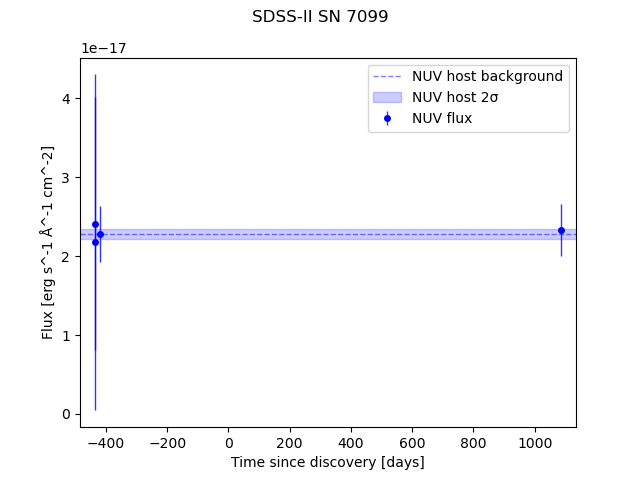 SDSS-II SN 7099
1e−17
NUV host background
NUV host 2σ
NUV flux
4
3
2
1
0
Flux [erg s^-1 Å^-1 cm^-2]
−400 −200 0 200 400 600 800 1000
Time since discovery [days]